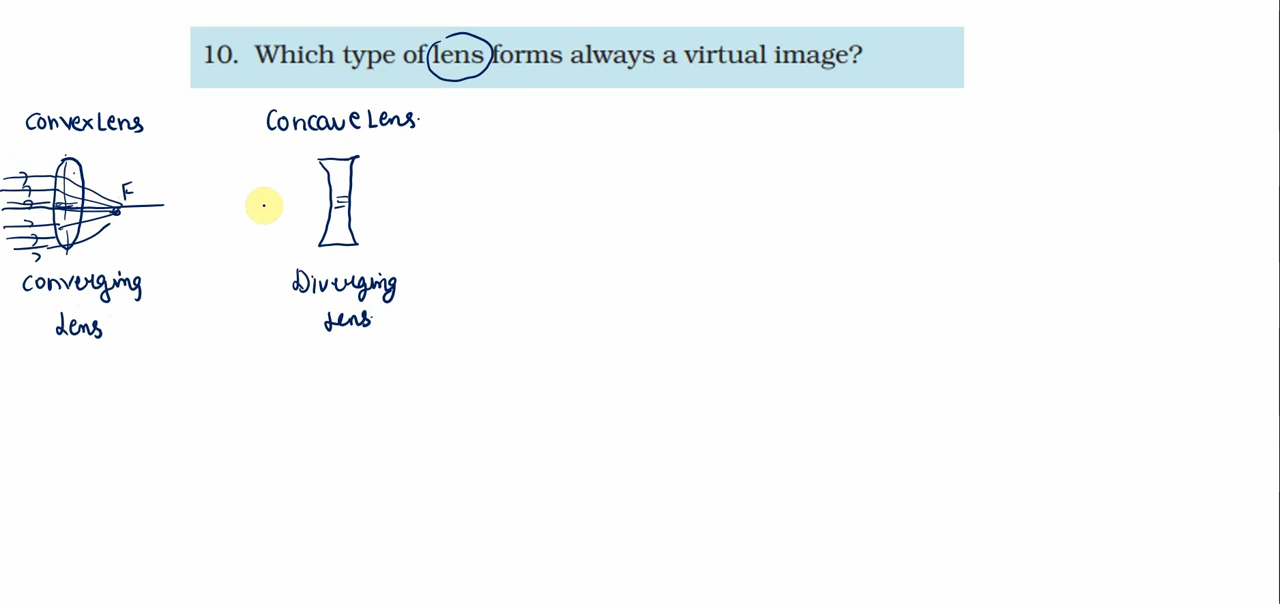 10. Which type of lens forms always a virtual image?
Convex Lens
Concave Lens.
F
Converging
Lens
Diverging
Lens